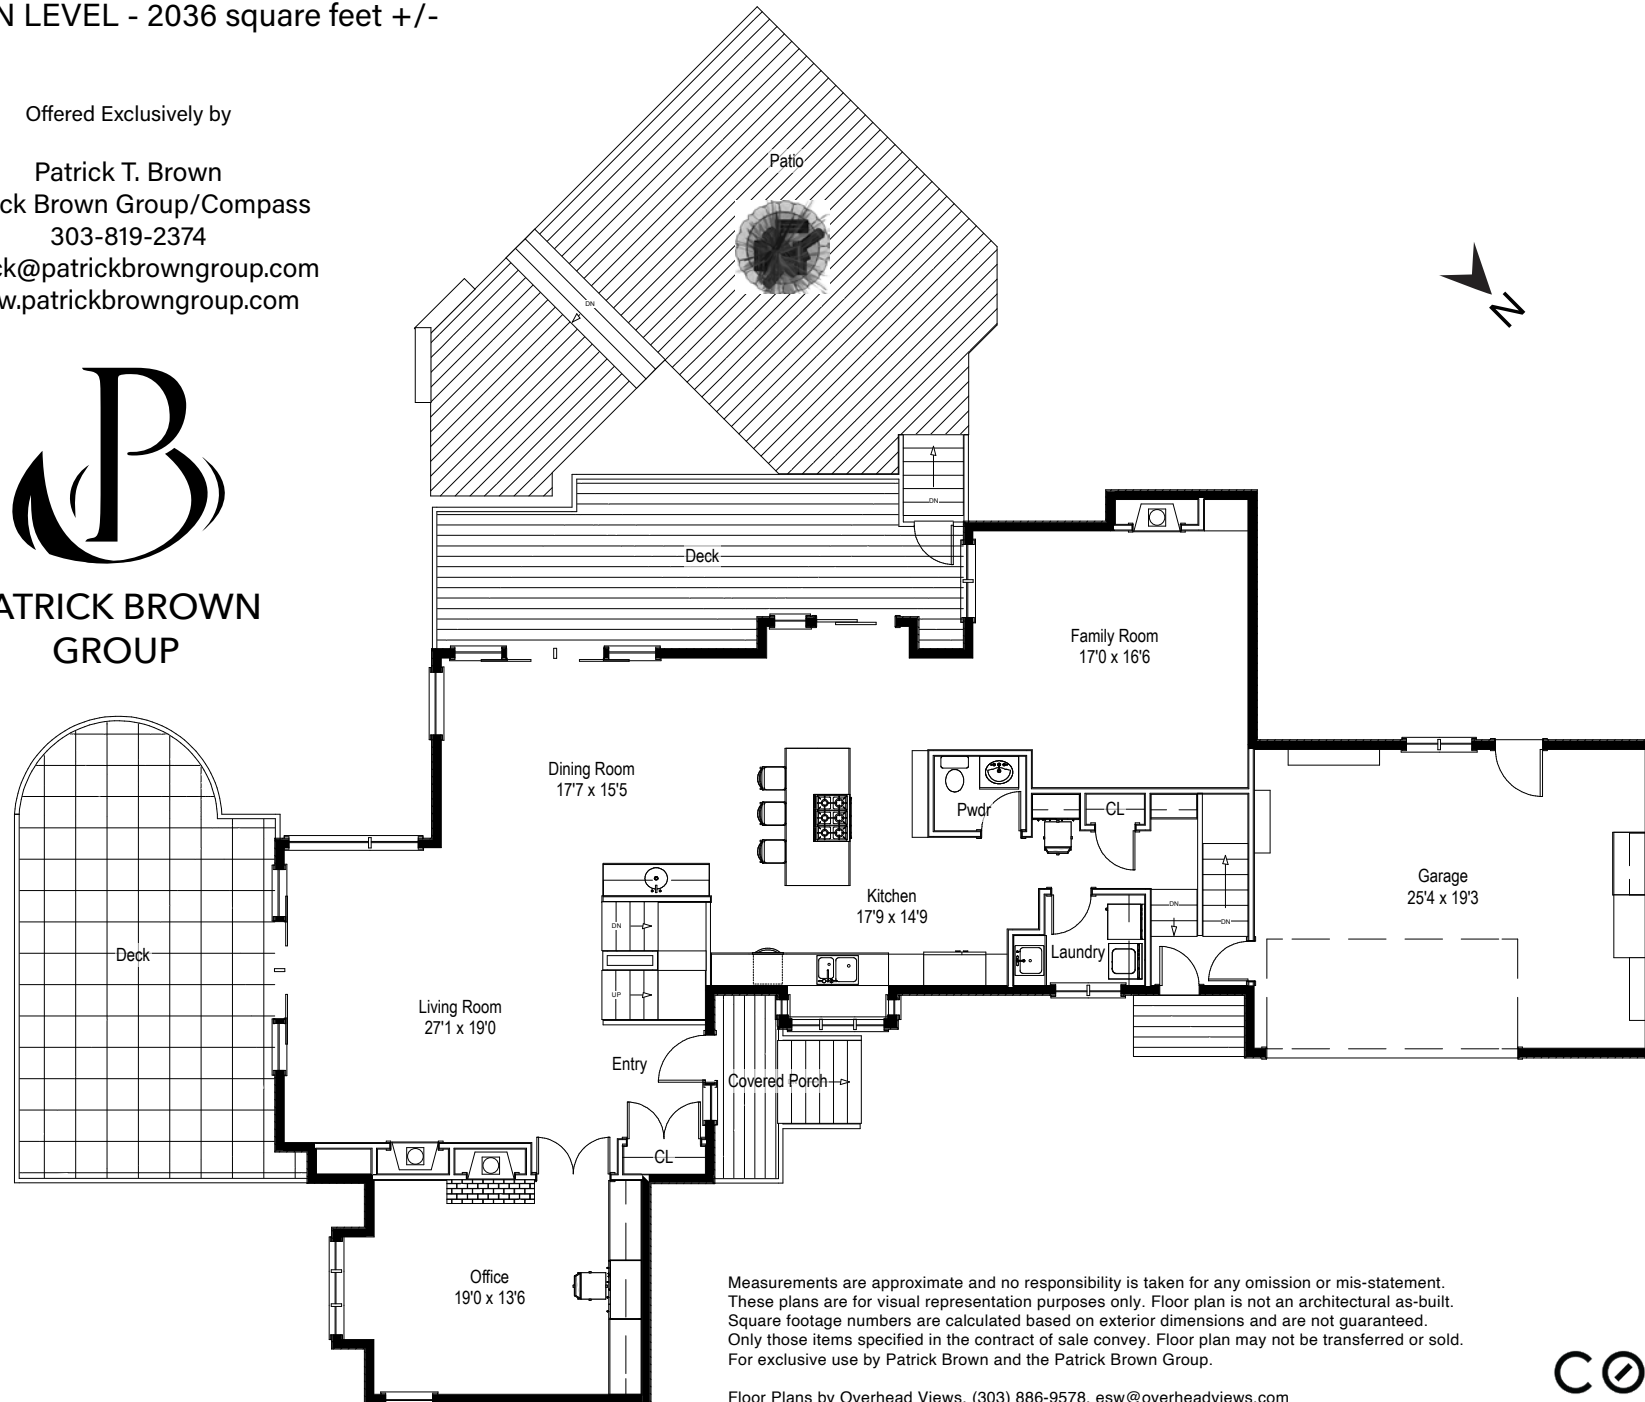 N LEVEL - 2036 square feet +/-
Offered Exclusively by
Patrick T. Brown
ck Brown Group/Compass
303-819-2374
ck@patrickbrowngroup.com
w.patrickbrowngroup.com
ATRICK BROWN
GROUP
Patio
DN
N
DN
Deck
Family Room
17'0 x 16'6
Dining Room
17'7 x 15'5
Pwdr
CL
Kitchen
17'9 x 14'9
Garage
25'4 x 19'3
DN
DN
DN
Laundry
Deck
UP
Living Room
27'1 x 19'0
Entry
Covered Porch
CL
Office
19'0 x 13'6
Measurements are approximate and no responsibility is taken for any omission or mis-statement.
These plans are for visual representation purposes only. Floor plan is not an architectural as-built.
Square footage numbers are calculated based on exterior dimensions and are not guaranteed.
Only those items specified in the contract of sale convey. Floor plan may not be transferred or sold.
For exclusive use by Patrick Brown and the Patrick Brown Group.
Floor Plans by Overhead Views, (303) 886-9578, esw@overheadviews.com
CO